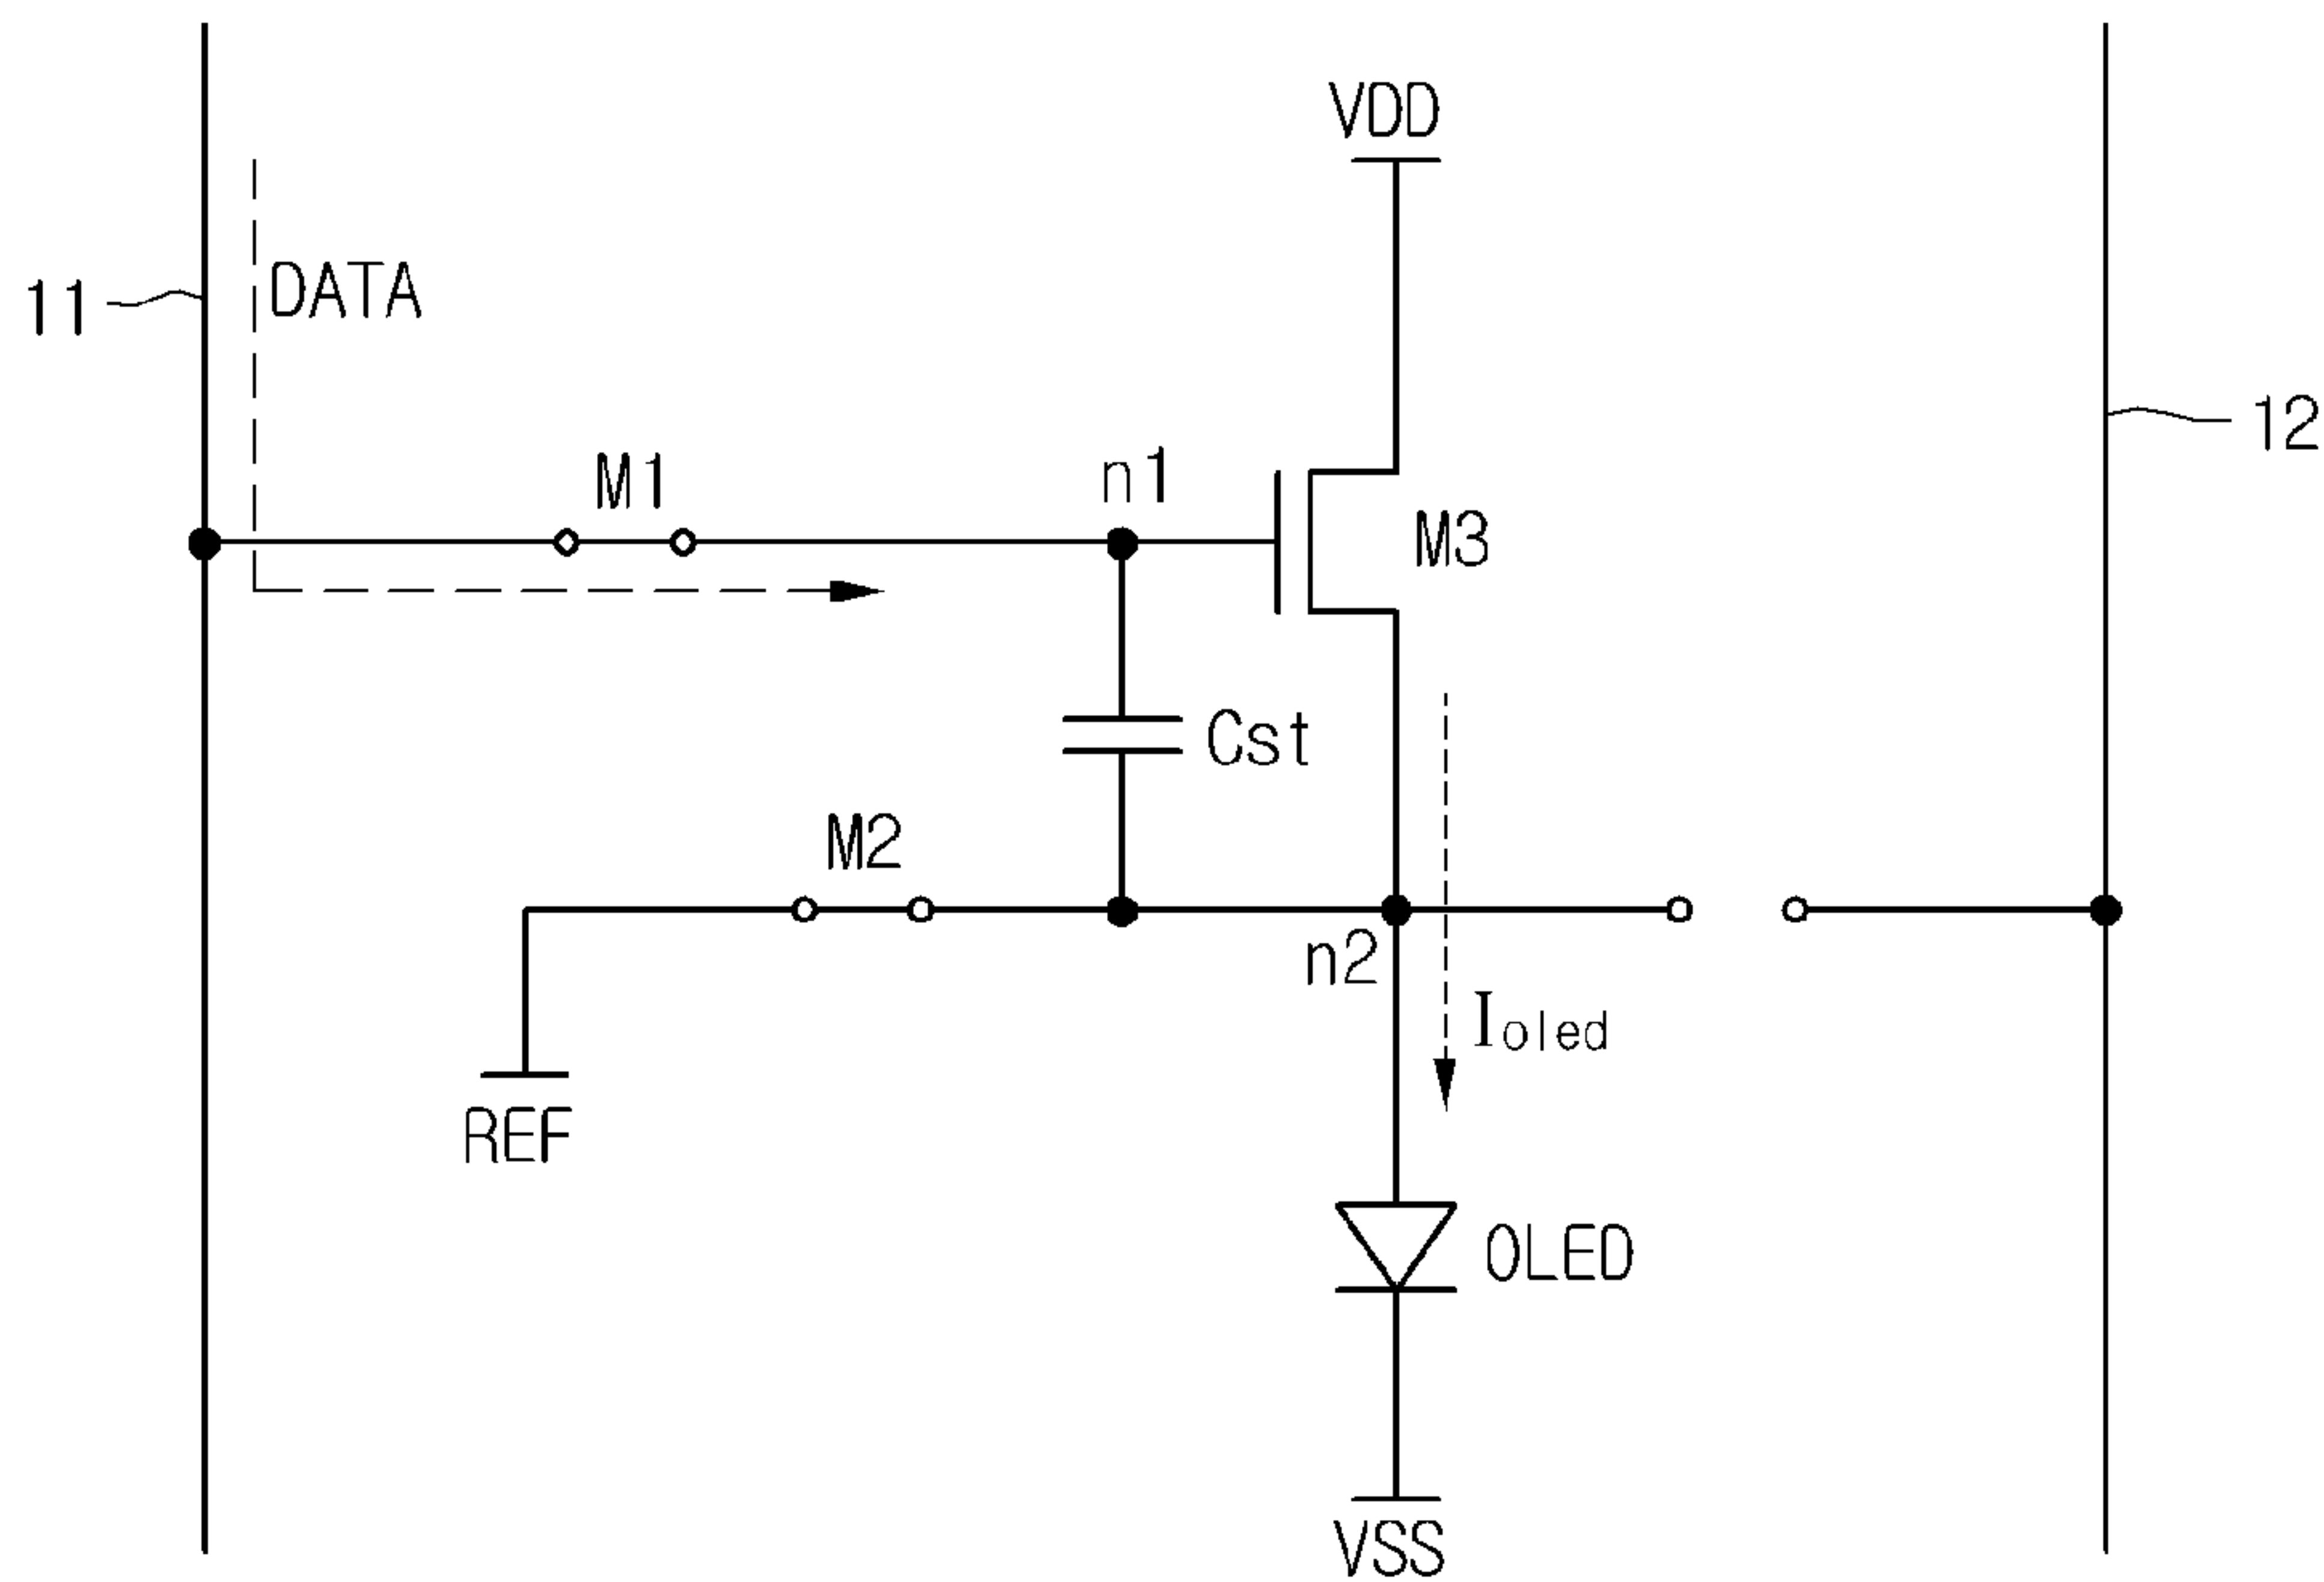 VDD
11
DATA
12
M1
n1
M3
Cst
M2
n2
Ioled
REF
OLED
VSS